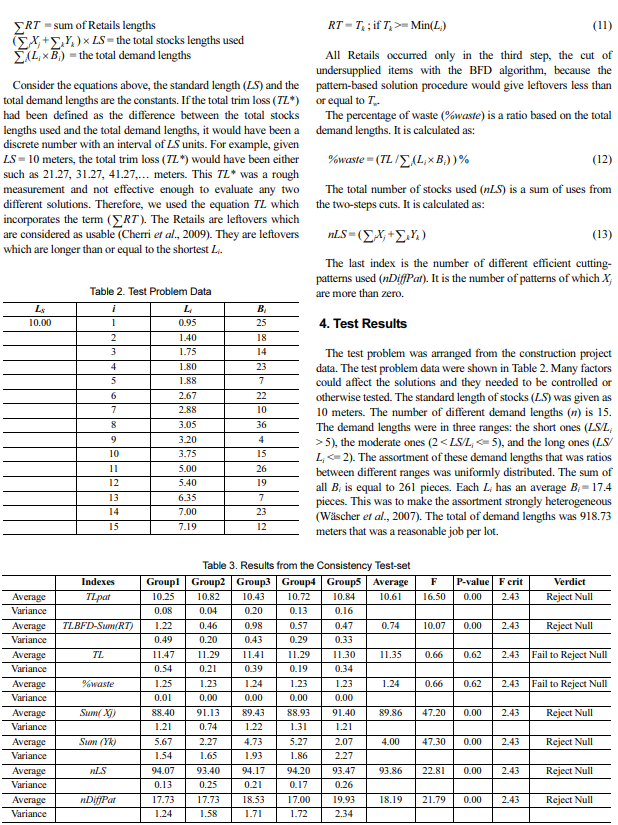 ∑RT = sum of Retails lengths
(∑ⱼXⱼ + ∑ₖYₖ) × LS = the total stocks lengths used
∑ᵢ(Lᵢ × Bᵢ) = the total demand lengths
Consider the equations above, the standard length (LS) and the
total demand lengths are the constants. If the total trim loss (TL*)
had been defined as the difference between the total stocks
lengths used and the total demand lengths, it would have been a
discrete number with an interval of LS units. For example, given
LS = 10 meters, the total trim loss (TL*) would have been either
such as 21.27, 31.27, 41.27,… meters. This TL* was a rough
measurement and not effective enough to evaluate any two
different solutions. Therefore, we used the equation TL which
incorporates the term (∑RT). The Retails are leftovers which
are considered as usable (Cherri et al., 2009). They are leftovers
which are longer than or equal to the shortest Lᵢ.
Table 2. Test Problem Data
Ls i Lᵢ Bᵢ
10.00 1 0.95 25
2 1.40 18
3 1.75 14
4 1.80 23
5 1.88 7
6 2.67 22
7 2.88 10
8 3.05 36
9 3.20 4
10 3.75 15
11 5.00 26
12 5.40 19
13 6.35 7
14 7.00 23
15 7.19 12
RT = Tₖ ; if Tₖ >= Min(Lᵢ) (11)
All Retails occurred only in the third step, the cut of
undersupplied items with the BFD algorithm, because the
pattern-based solution procedure would give leftovers less than
or equal to Tw.
The percentage of waste (%waste) is a ratio based on the total
demand lengths. It is calculated as:
%waste = (TL /∑ᵢ(Lᵢ × Bᵢ) ) % (12)
The total number of stocks used (nLS) is a sum of uses from
the two-steps cuts. It is calculated as:
nLS = (∑ⱼXⱼ + ∑ₖYₖ) (13)
The last index is the number of different efficient cutting-
patterns used (nDiffPat). It is the number of patterns of which Xⱼ
are more than zero.
4. Test Results
The test problem was arranged from the construction project
data. The test problem data were shown in Table 2. Many factors
could affect the solutions and they needed to be controlled or
otherwise tested. The standard length of stocks (LS) was given as
10 meters. The number of different demand lengths (n) is 15.
The demand lengths were in three ranges: the short ones (LS/Lᵢ
> 5), the moderate ones (2 < LS/Lᵢ <= 5), and the long ones (LS/
Lᵢ <= 2). The assortment of these demand lengths that was ratios
between different ranges was uniformly distributed. The sum of
all Bᵢ is equal to 261 pieces. Each Lᵢ has an average Bᵢ = 17.4
pieces. This was to make the assortment strongly heterogeneous
(Wäscher et al., 2007). The total of demand lengths was 918.73
meters that was a reasonable job per lot.
Table 3. Results from the Consistency Test-set
Indexes Group1 Group2 Group3 Group4 Group5 Average F P-value F crit Verdict
Average TLpat 10.25 10.82 10.43 10.72 10.84 10.61 16.50 0.00 2.43 Reject Null
Variance 0.08 0.04 0.20 0.13 0.16
Average TLBFD-Sum(RT) 1.22 0.46 0.98 0.57 0.47 0.74 10.07 0.00 2.43 Reject Null
Variance 0.49 0.20 0.43 0.29 0.33
Average TL 11.47 11.29 11.41 11.29 11.30 11.35 0.66 0.62 2.43 Fail to Reject Null
Variance 0.54 0.21 0.39 0.19 0.34
Average %waste 1.25 1.23 1.24 1.23 1.23 1.24 0.66 0.62 2.43 Fail to Reject Null
Variance 0.01 0.00 0.00 0.00 0.00
Average Sum( Xj) 88.40 91.13 89.43 88.93 91.40 89.86 47.20 0.00 2.43 Reject Null
Variance 1.21 0.74 1.22 1.31 1.21
Average Sum (Yk) 5.67 2.27 4.73 5.27 2.07 4.00 47.30 0.00 2.43 Reject Null
Variance 1.54 1.65 1.93 1.86 2.27
Average nLS 94.07 93.40 94.17 94.20 93.47 93.86 22.81 0.00 2.43 Reject Null
Variance 0.13 0.25 0.21 0.17 0.26
Average nDiffPat 17.73 17.73 18.53 17.00 19.93 18.19 21.79 0.00 2.43 Reject Null
Variance 1.24 1.58 1.71 1.72 2.34